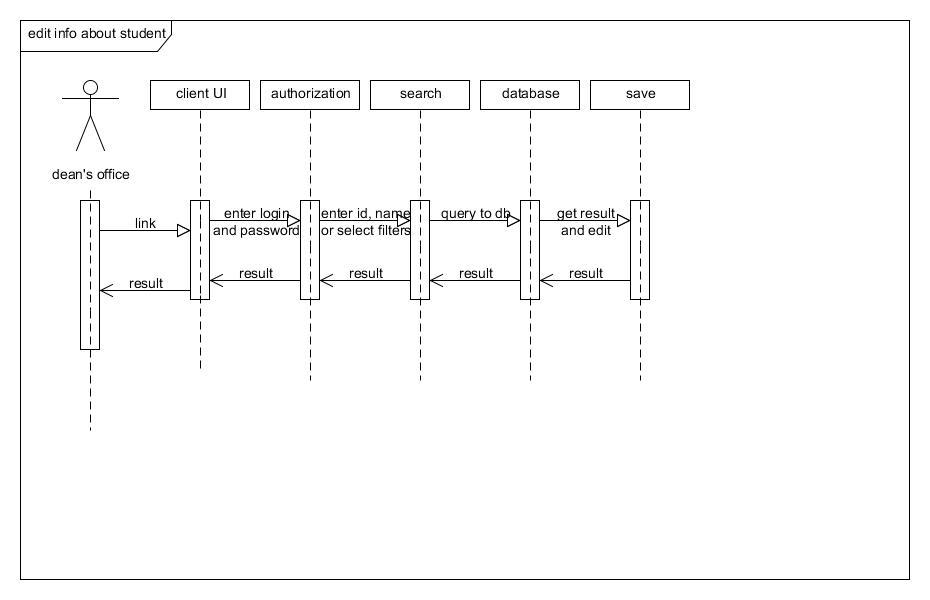 edit info about student
client UI
authorization
search
database
save
dean's office
link
enter login
and password
enter id, name
or select filters
query to db
get result
and edit
result
result
result
result
result